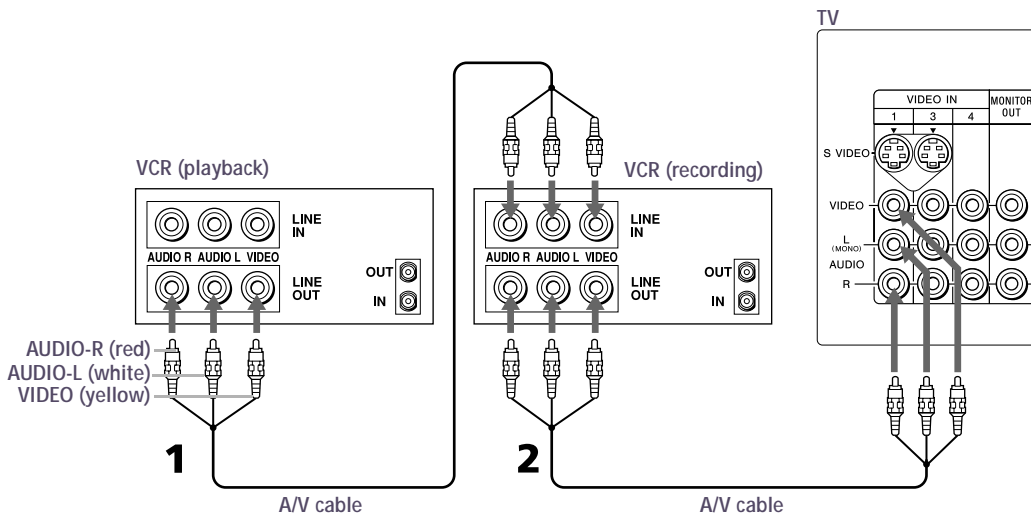 TV
VIDEO IN
MONITOR
OUT
1 3 4
S VIDEO
VIDEO
L
(MONO)
AUDIO
R
VCR (playback)
LINE
IN
AUDIO R AUDIO L VIDEO
LINE
OUT
OUT
IN
VCR (recording)
LINE
IN
AUDIO R AUDIO L VIDEO
LINE
OUT
OUT
IN
AUDIO-R (red)
AUDIO-L (white)
VIDEO (yellow)
1
A/V cable
2
A/V cable